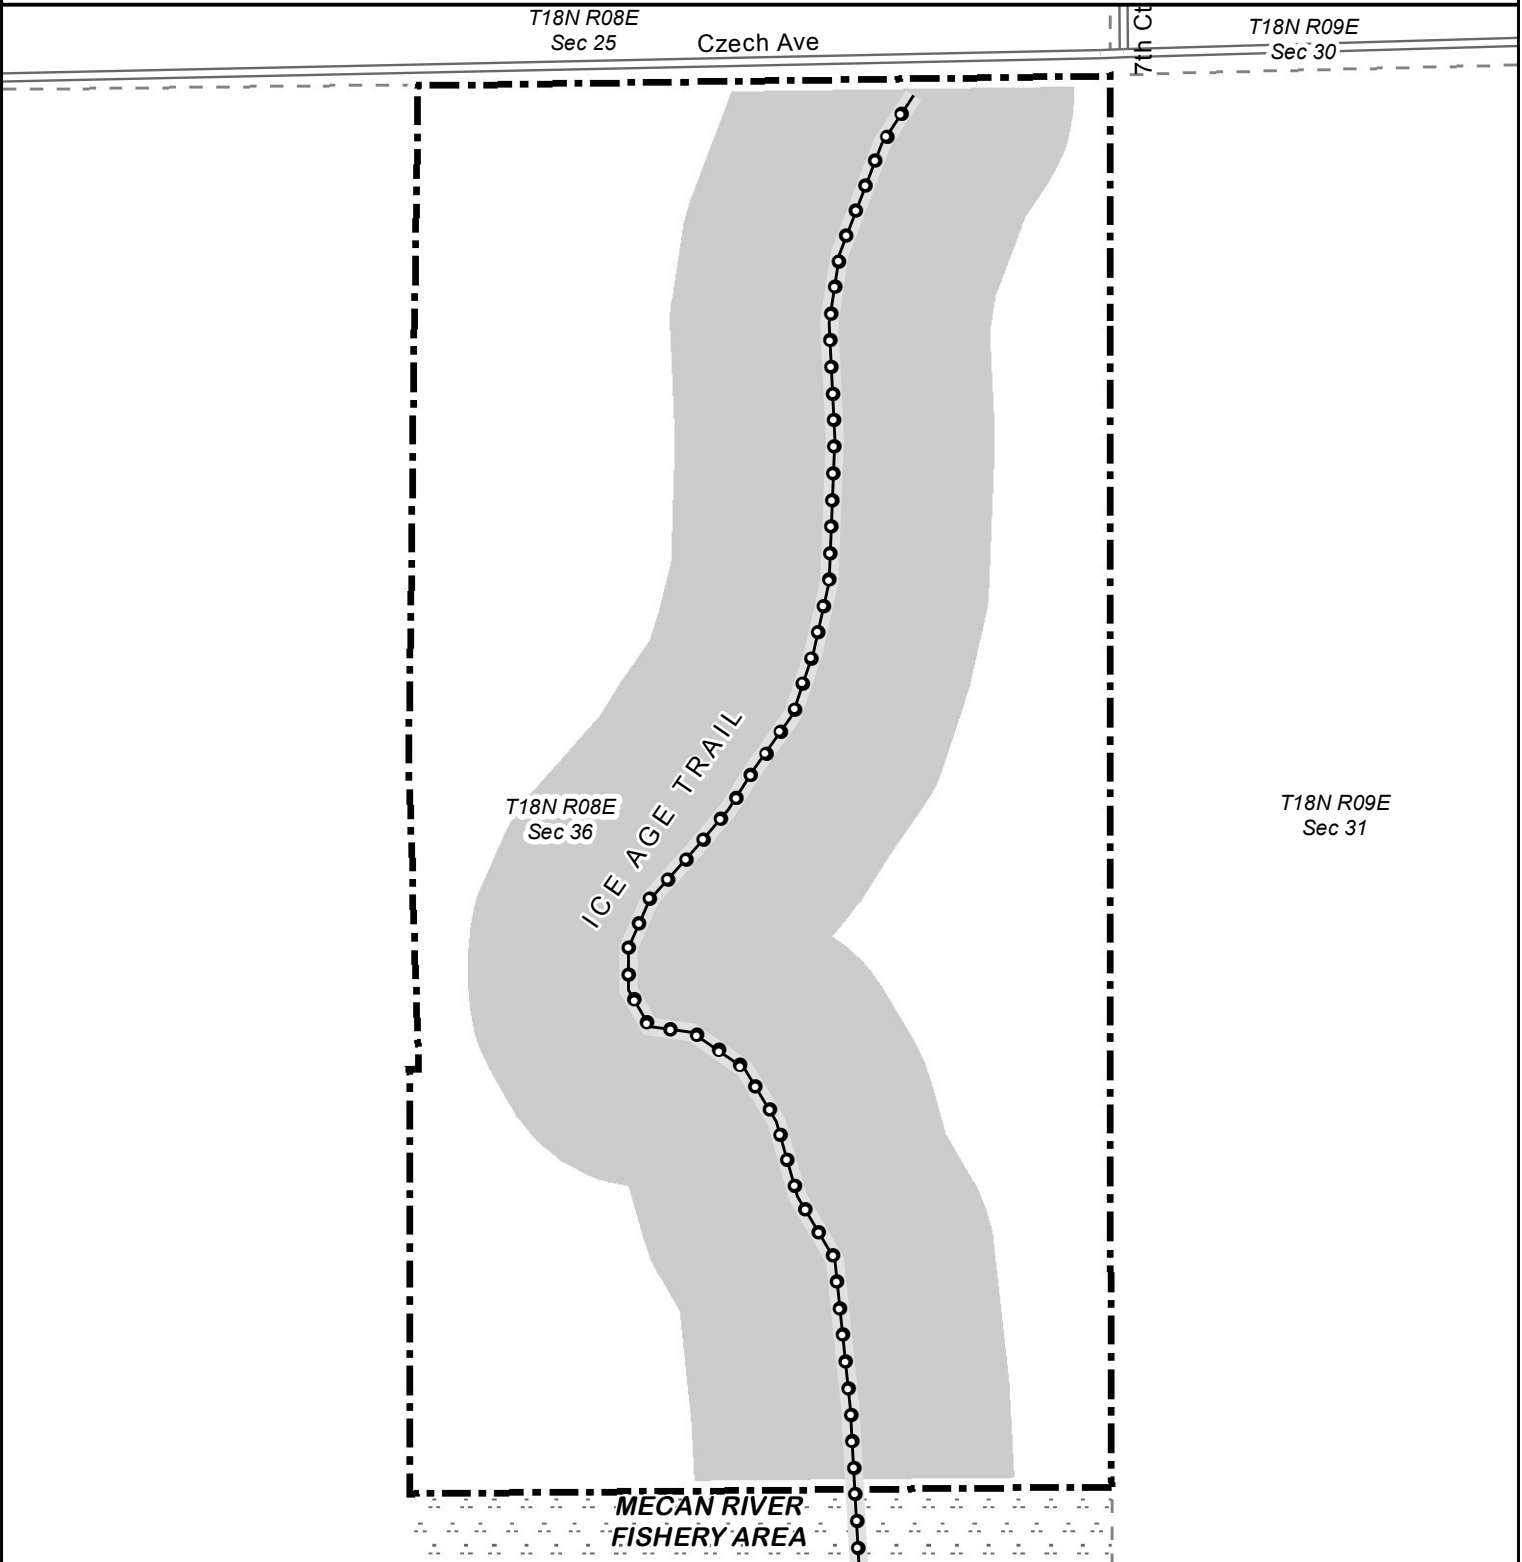 T18N R08E
Sec 25
Czech Ave
7th Ct
T18N R09E
Sec 30
ICE AGE TRAIL
T18N R08E
Sec 36
T18N R09E
Sec 31
MECAN RIVER
FISHERY AREA